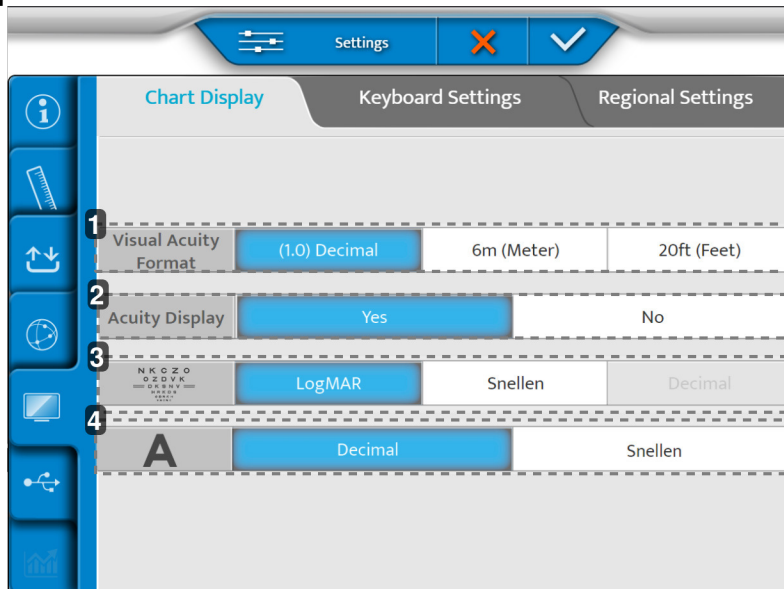 Settings
Chart Display
Keyboard Settings
Regional Settings
1
Visual Acuity
Format
(1.0) Decimal
6m (Meter)
20ft (Feet)
2
Acuity Display
Yes
No
3
N K C Z O
O Z D V K
LogMAR
Snellen
Decimal
4
A
Decimal
Snellen